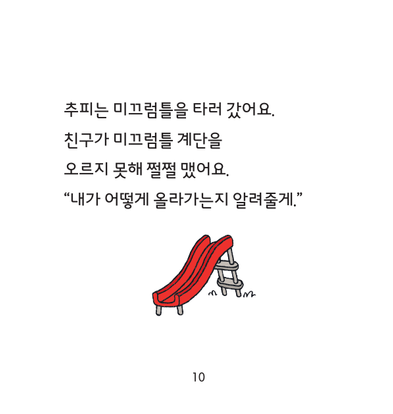 추피는 미끄럼틀을 타러 갔어요.
친구가 미끄럼틀 계단을
오르지 못해 쩔쩔 맸어요.
“내가 어떻게 올라가는지 알려줄게.”
10